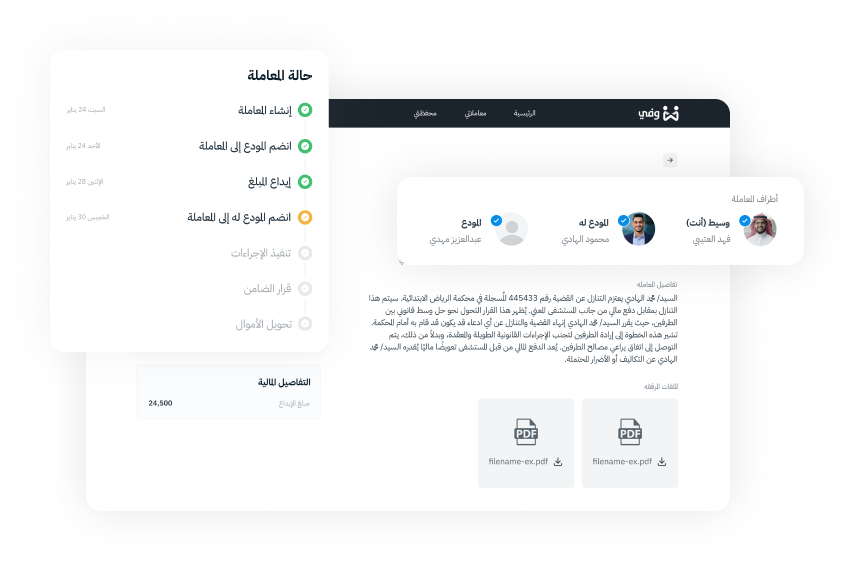 حالة المعاملة
إنشاء المعاملة
السبت 24 يناير
انضم المودع إلى المعاملة
الأحد 24 يناير
إيداع المبلغ
الإثنين 28 يناير
انضم المودع له إلى المعاملة
الخميس 30 يناير
تنفيذ الإجراءات
قرار الضامن
تحويل الأموال
وفي
الرئيسية
معاملاتي
محفظتي
أطراف المعاملة
وسيط (أنت)
فهد العتيبي
المودع له
محمود الهادي
المودع
عبدالعزيز مهدي
تفاصيل المعاملة
السيد/ محمد الهادي يعتزم التنازل عن القضية رقم 445433 المُسجلة في محكمة الرياض الابتدائية. سيتم هذا
التنازل بمقابل دفع مالي من جانب المستشفى المعني. يُظهر هذا القرار التحول نحو حل وسط قانوني بين
الطرفين، حيث يقرر السيد/ محمد الهادي إنهاء القضية والتنازل عن أي ادعاء قد يكون قد قام به أمام المحكمة.
تشير هذه الخطوة إلى إرادة الطرفين لتجنب الإجراءات القانونية الطويلة والمعقدة، وبدلاً من ذلك، يتم
التوصل إلى اتفاق يراعي مصالح الطرفين. يُعد الدفع المالي من قبل المستشفى تعويضًا ماليًا يُقدره السيد/ محمد
الهادي عن التكاليف أو الأضرار المحتملة.
الملفات المرفقه
PDF
filename-ex.pdf
PDF
filename-ex.pdf
التفاصيل المالية
مبلغ الإيداع
24,500